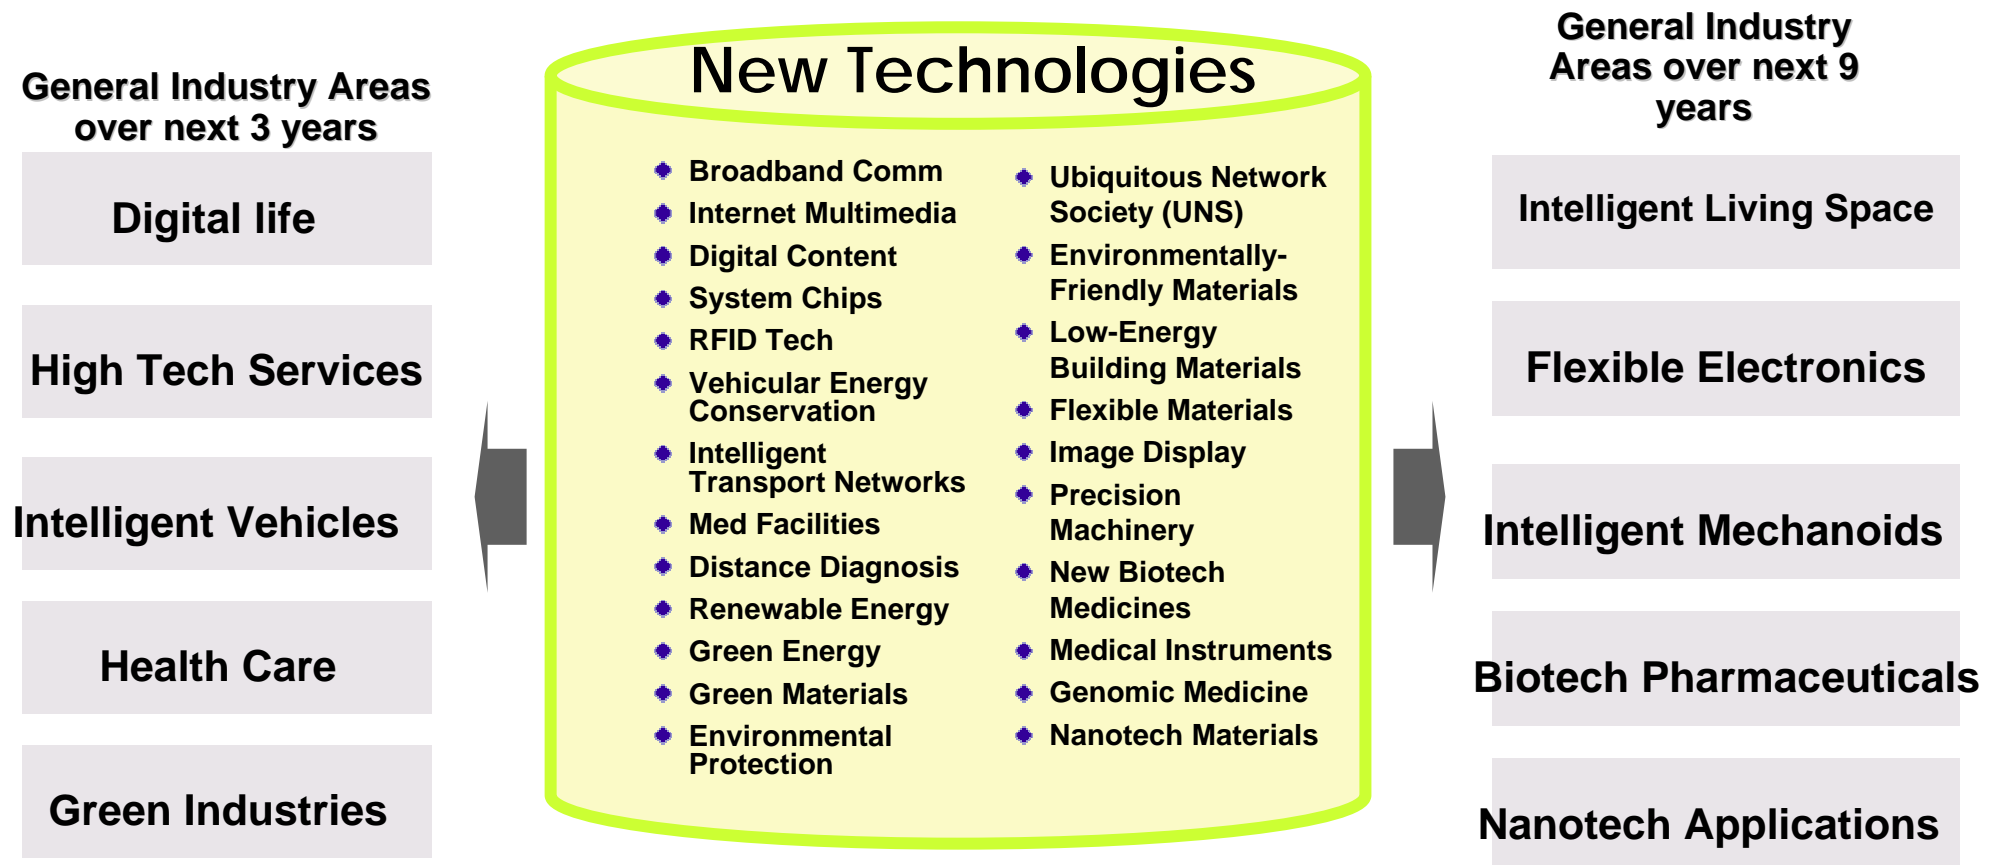 General Industry Areas
over next 3 years
Digital life
High Tech Services
Intelligent Vehicles
Health Care
Green Industries
New Technologies
Broadband Comm
Internet Multimedia
Digital Content
System Chips
RFID Tech
Vehicular Energy
Conservation
Intelligent
Transport Networks
Med Facilities
Distance Diagnosis
Renewable Energy
Green Energy
Green Materials
Environmental
Protection
Ubiquitous Network
Society (UNS)
Environmentally-
Friendly Materials
Low-Energy
Building Materials
Flexible Materials
Image Display
Precision
Machinery
New Biotech
Medicines
Medical Instruments
Genomic Medicine
Nanotech Materials
General Industry
Areas over next 9
years
Intelligent Living Space
Flexible Electronics
Intelligent Mechanoids
Biotech Pharmaceuticals
Nanotech Applications